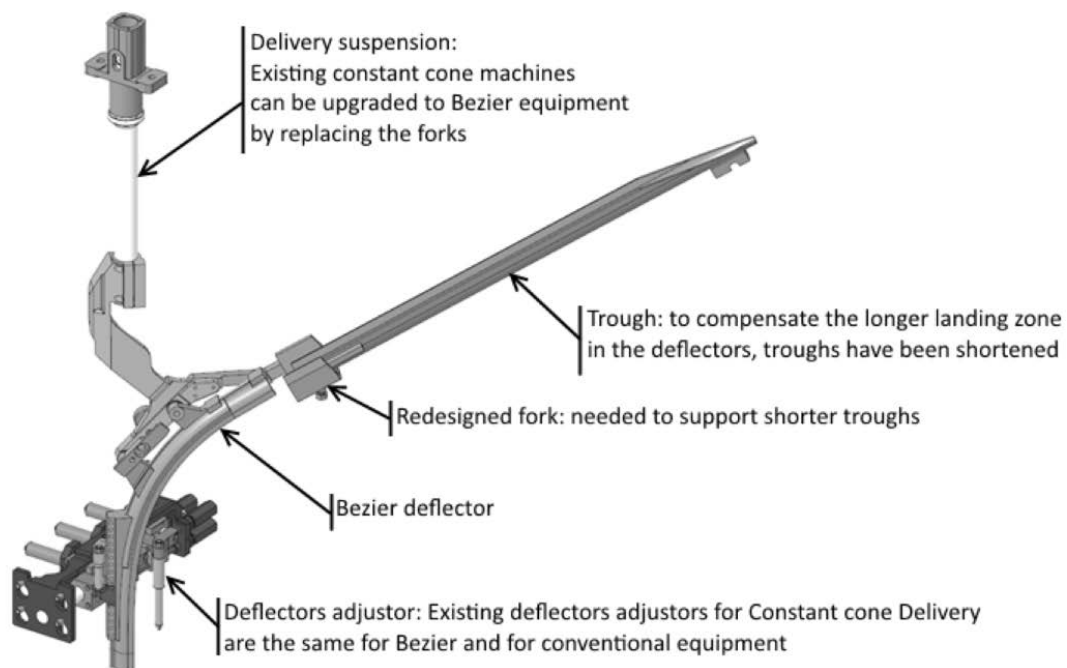 Delivery suspension:
Existing constant cone machines
can be upgraded to Bezier equipment
by replacing the forks
Trough: to compensate the longer landing zone
in the deflectors, troughs have been shortened
Redesigned fork: needed to support shorter troughs
Bezier deflector
Deflectors adjustor: Existing deflectors adjustors for Constant cone Delivery
are the same for Bezier and for conventional equipment